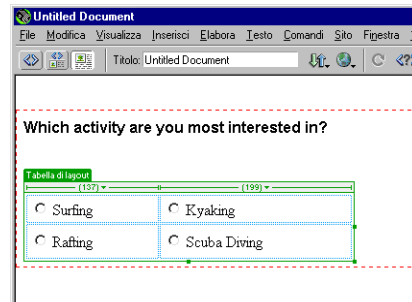 Untitled Document
File Modifica Visualizza Inserisci Elabora Testo Comandi Sito Finestra
Titolo: Untitled Document
Which activity are you most interested in?
Tabella di layout
(137) (199)
Surfing Kyaking
Rafting Scuba Diving